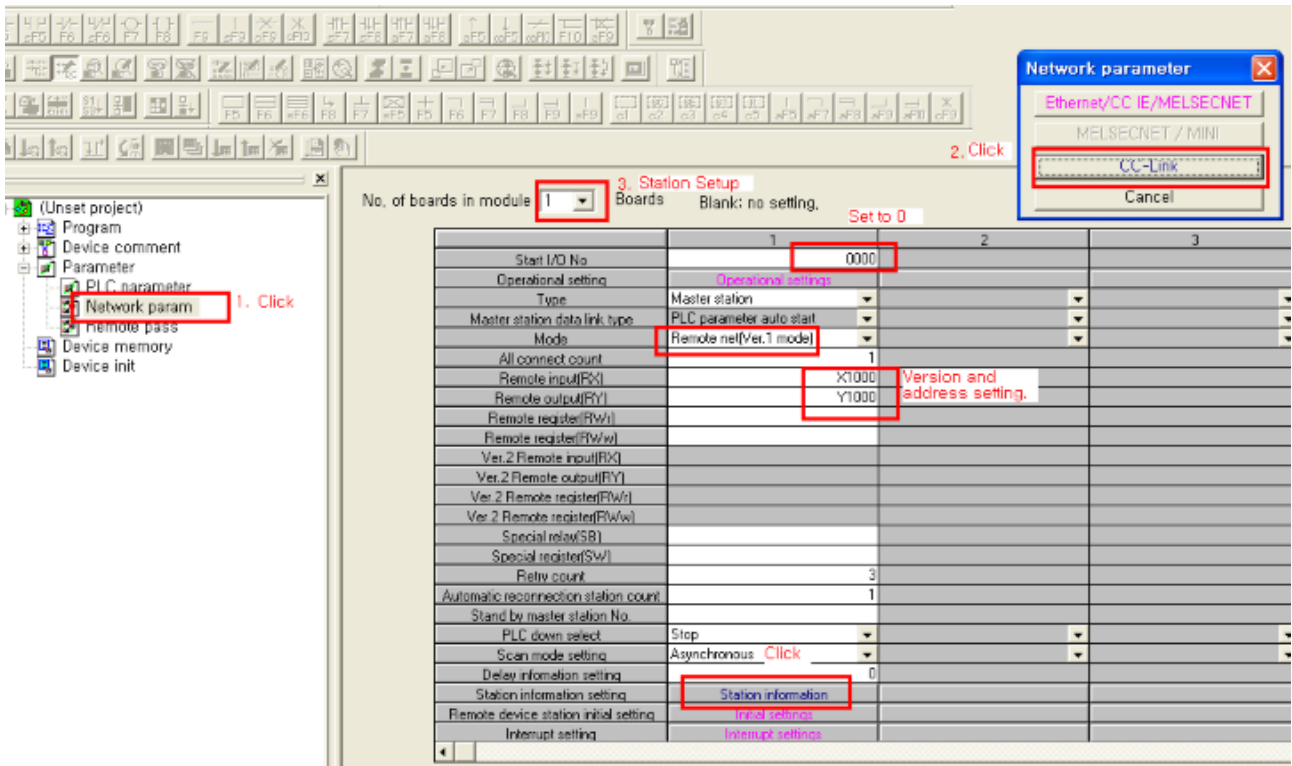 Network parameter
Ethernet/CC IE/MELSECNET
MELSECNET / MINI
2. Click
CC-Link
Cancel
3. Station Setup
No. of boards in module 1 Boards Blank: no setting.
Set to 0
(Unset project)
Program
Device comment
Parameter
PLC parameter
Network param
1. Click
Remote pass
Device memory
Device init
1 2 3
Start I/O No 0000
Operational setting Operational settings
Type Master station
Master station data link type PLC parameter auto start
Mode Remote net(Ver.1 mode)
All connect count 1
Remote input(RX) X1000
Remote output(RY) Y1000
Version and
address setting.
Remote register(RWr)
Remote register(RWw)
Ver.2 Remote input(RX)
Ver.2 Remote output(RY)
Ver.2 Remote register(RWr)
Ver.2 Remote register(RWw)
Special relay(SB)
Special register(SW)
Retry count 3
Automatic reconnection station count 1
Stand by master station No.
PLC down select Stop
Scan mode setting Asynchronous Click
Delay infomation setting 0
Station information setting Station information
Remote device station initial setting Initial settings
Interrupt setting Interrupt settings